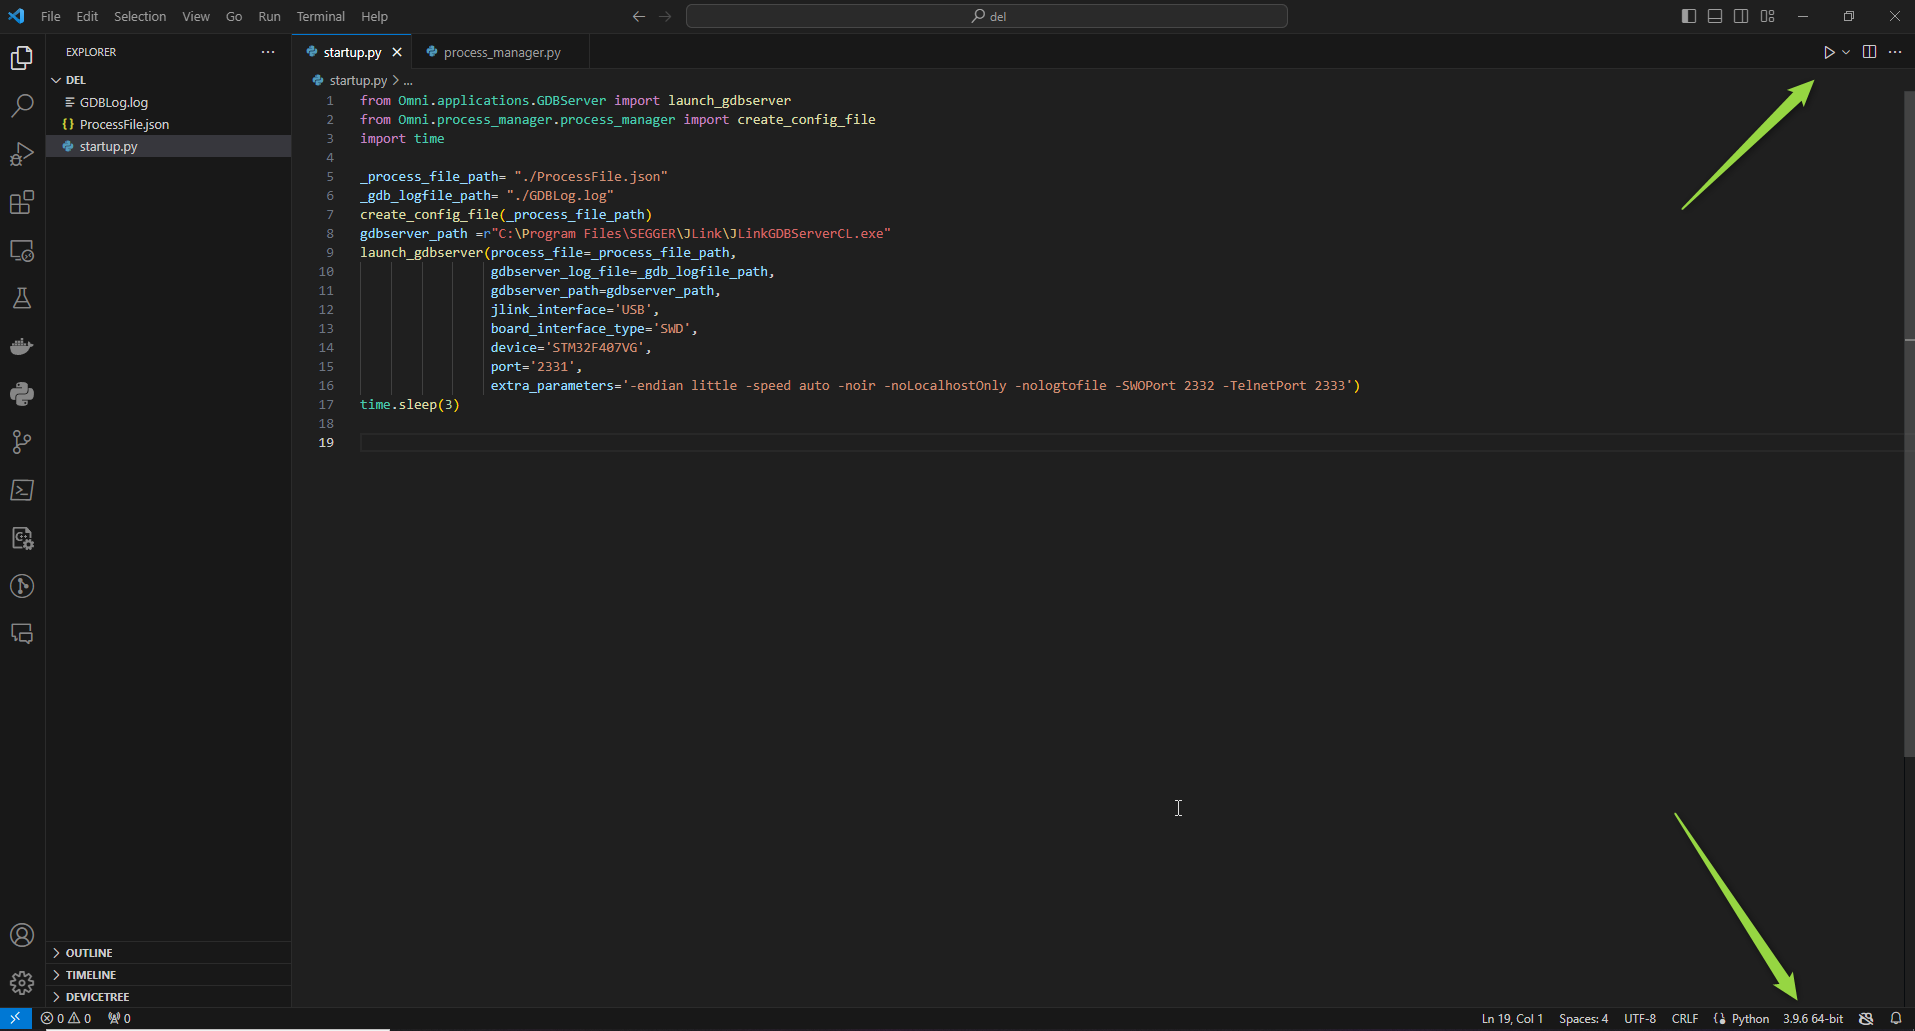 File Edit Selection View Go Run Terminal Help
del
EXPLORER
startup.py
process_manager.py
DEL
GDBLog.log
ProcessFile.json
startup.py
startup.py > ...
1 from Omni.applications.GDBServer import launch_gdbserver
2 from Omni.process_manager.process_manager import create_config_file
3 import time
4
5 _process_file_path= "./ProcessFile.json"
6 _gdb_logfile_path= "./GDBLog.log"
7 create_config_file(_process_file_path)
8 gdbserver_path =r"C:\Program Files\SEGGER\JLink\JLinkGDBServerCL.exe"
9 launch_gdbserver(process_file=_process_file_path,
10 gdbserver_log_file=_gdb_logfile_path,
11 gdbserver_path=gdbserver_path,
12 jlink_interface='USB',
13 board_interface_type='SWD',
14 device='STM32F407VG',
15 port='2331',
16 extra_parameters='-endian little -speed auto -noir -noLocalhostOnly -nologtofile -SWOPort 2332 -TelnetPort 2333')
17 time.sleep(3)
18
19
OUTLINE
TIMELINE
DEVICETREE
0 0 0
Ln 19, Col 1 Spaces: 4 UTF-8 CRLF Python 3.9.6 64-bit